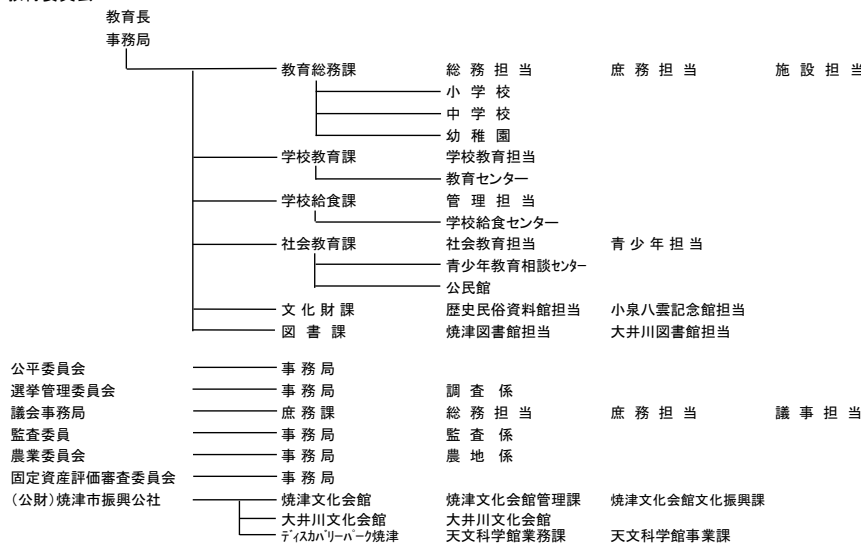 教育長
事務局
教育総務課 総務担当 庶務担当 施設担当
小学校
中学校
幼稚園
学校教育課 学校教育担当
教育センター
学校給食課 管理担当
学校給食センター
社会教育課 社会教育担当 青少年担当
青少年教育相談センター
公民館
文化財課 歴史民俗資料館担当 小泉八雲記念館担当
図書課 焼津図書館担当 大井川図書館担当
公平委員会 事務局
選挙管理委員会 事務局 調査係
議会事務局 庶務課 総務担当 庶務担当 議事担当
監査委員 事務局 監査係
農業委員会 事務局 農地係
固定資産評価審査委員会 事務局
(公財)焼津市振興公社 焼津文化会館 焼津文化会館管理課 焼津文化会館文化振興課
大井川文化会館 大井川文化会館
ディスカバリーパーク焼津 天文科学館業務課 天文科学館事業課